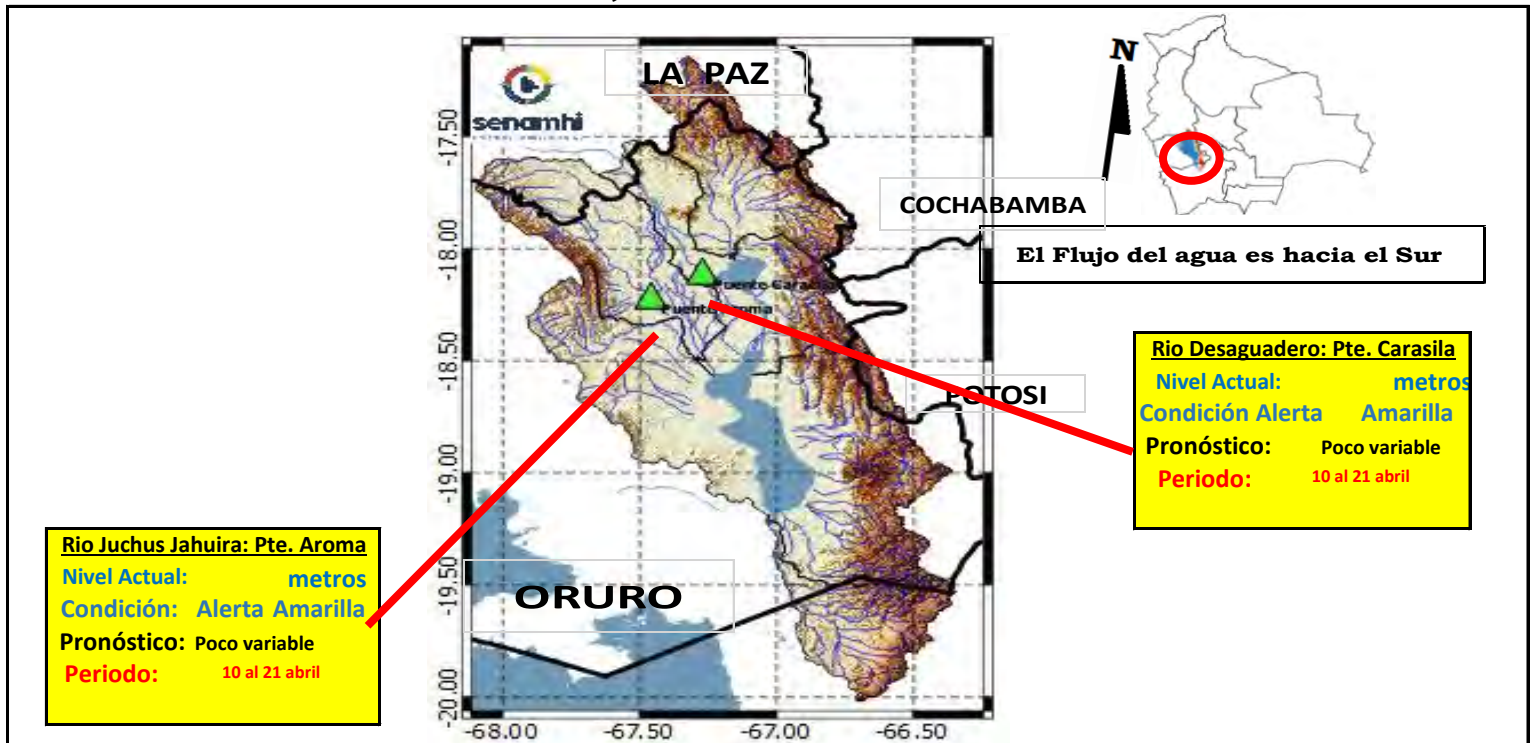 LA PAZ
senamhi
N
COCHABAMBA
El Flujo del agua es hacia el Sur
Puente
Puente
POTOSI
Rio Desaguadero: Pte. Carasila
Nivel Actual: metros
Condición Alerta Amarilla
Pronóstico: Poco variable
Periodo: 10 al 21 abril
Rio Juchus Jahuira: Pte. Aroma
Nivel Actual: metros
Condición: Alerta Amarilla
Pronóstico: Poco variable
Periodo: 10 al 21 abril
ORURO
-17.50
-18.00
-18.50
-19.00
-19.50
-20.00
-68.00 -67.50 -67.00 -66.50